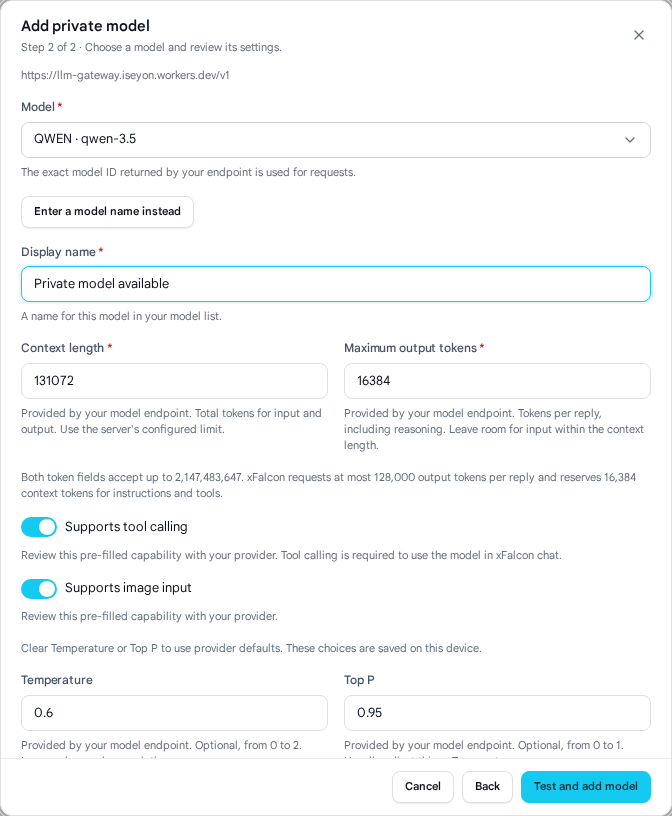 Add private model
Step 2 of 2 · Choose a model and review its settings.
https://llm-gateway.iseyon.workers.dev/v1
Model *
QWEN · qwen-3.5
The exact model ID returned by your endpoint is used for requests.
Enter a model name instead
Display name *
Private model available
A name for this model in your model list.
Context length *
Maximum output tokens *
131072
16384
Provided by your model endpoint. Total tokens for input and
output. Use the server's configured limit.
Provided by your model endpoint. Tokens per reply,
including reasoning. Leave room for input within the context
length.
Both token fields accept up to 2,147,483,647. xFalcon requests at most 128,000 output tokens per reply and reserves 16,384
context tokens for instructions and tools.
Supports tool calling
Review this pre-filled capability with your provider. Tool calling is required to use the model in xFalcon chat.
Supports image input
Review this pre-filled capability with your provider.
Clear Temperature or Top P to use provider defaults. These choices are saved on this device.
Temperature
Top P
0.6
0.95
Provided by your model endpoint. Optional, from 0 to 2.
Provided by your model endpoint. Optional, from 0 to 1.
Cancel
Back
Test and add model